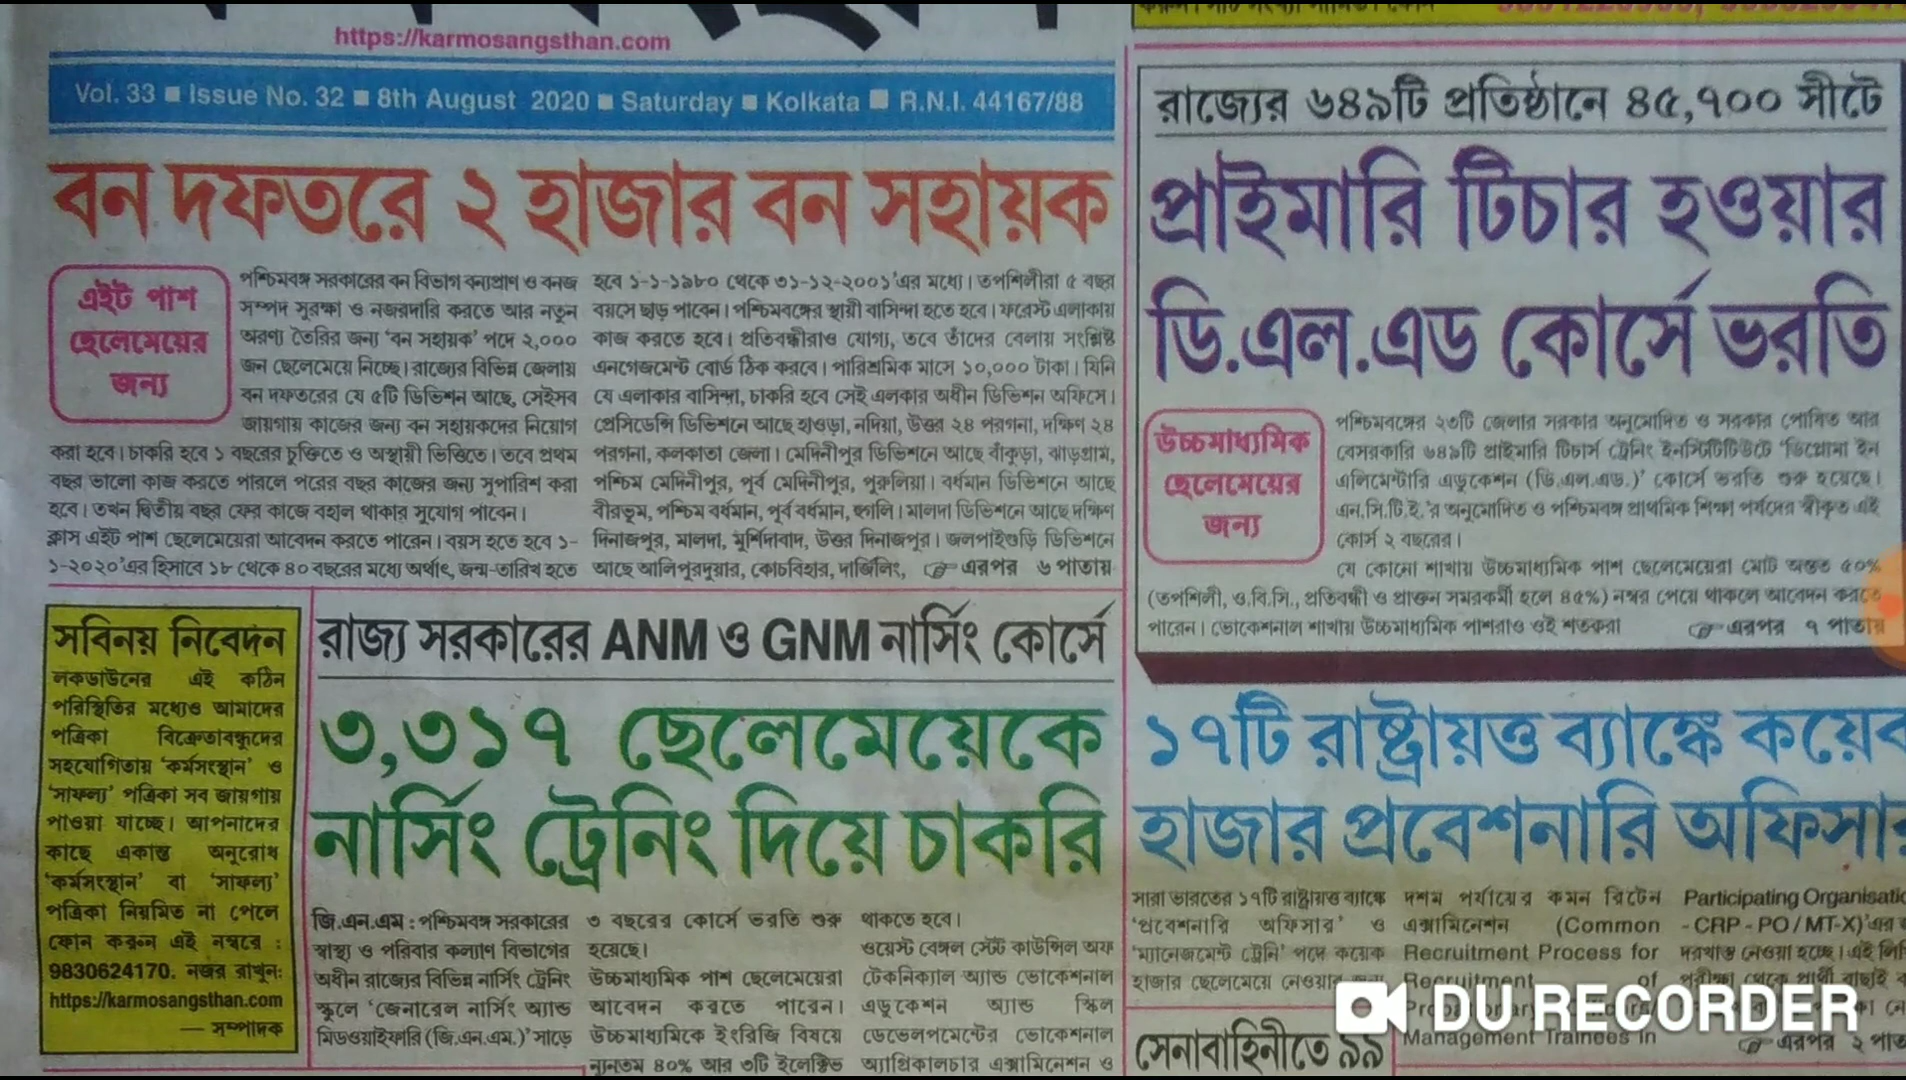 https://karmosangsthan.com
Vol. 33 ■ Issue No. 32 ■ 8th August 2020 ■ Saturday ■ Kolkata ■ R.N.I. 44167/88
বন দফতরে ২ হাজার বন সহায়ক
এইট পাশ
ছেলেমেয়ের
জন্য
পশ্চিমবঙ্গ সরকারের বন বিভাগ বন্যপ্রাণ ও বনজ
সম্পদ সুরক্ষা ও নজরদারি করতে আর নতুন
অরণ্য তৈরির জন্য 'বন সহায়ক' পদে ২,০০০
জন ছেলেমেয়ে নিচ্ছে। রাজ্যের বিভিন্ন জেলায়
বন দফতরের যে ৫টি ডিভিশন আছে, সেইসব
জায়গায় কাজের জন্য বন সহায়কদের নিয়োগ
করা হবে। চাকরি হবে ১ বছরের চুক্তিতে ও অস্থায়ী ভিত্তিতে। তবে প্রথম
বছর ভালো কাজ করতে পারলে পরের বছর কাজের জন্য সুপারিশ করা
হবে। তখন দ্বিতীয় বছর ফের কাজে বহাল থাকার সুযোগ পাবেন।
ক্লাস এইট পাশ ছেলেমেয়েরা আবেদন করতে পারেন। বয়স হতে হবে ১-
১-২০২০'এর হিসাবে ১৮ থেকে ৪০ বছরের মধ্যে অর্থাৎ, জন্ম-তারিখ হতে
হবে ১-১-১৯৮০ থেকে ৩১-১২-২০০১'এর মধ্যে। তপশিলীরা ৫ বছর
বয়সে ছাড় পাবেন। পশ্চিমবঙ্গের স্থায়ী বাসিন্দা হতে হবে। ফরেস্ট এলাকায়
কাজ করতে হবে। প্রতিবন্ধীরাও যোগ্য, তবে তাঁদের বেলায় সংশ্লিষ্ট
এনগেজমেন্ট বোর্ড ঠিক করবে। পারিশ্রমিক মাসে ১০,০০০ টাকা। যিনি
যে এলাকার বাসিন্দা, চাকরি হবে সেই এলাকার অধীন ডিভিশন অফিসে।
প্রেসিডেন্সি ডিভিশনে আছে হাওড়া, নদিয়া, উত্তর ২৪ পরগনা, দক্ষিণ ২৪
পরগনা, কলকাতা জেলা। মেদিনীপুর ডিভিশনে আছে বাঁকুড়া, ঝাড়গ্রাম,
পশ্চিম মেদিনীপুর, পূর্ব মেদিনীপুর, পুরুলিয়া। বর্ধমান ডিভিশনে আছে
বীরভূম, পশ্চিম বর্ধমান, পূর্ব বর্ধমান, হুগলি। মালদা ডিভিশনে আছে দক্ষিণ
দিনাজপুর, মালদা, মুর্শিদাবাদ, উত্তর দিনাজপুর। জলপাইগুড়ি ডিভিশনে
আছে আলিপুরদুয়ার, কোচবিহার, দার্জিলিং, এরপর ৬ পাতায়
রাজ্যের ৬৪৯টি প্রতিষ্ঠানে ৪৫,৭০০ সীটে
প্রাইমারি টিচার হওয়ার
ডি.এল.এড কোর্সে ভরতি
উচ্চমাধ্যমিক
ছেলেমেয়ের
জন্য
পশ্চিমবঙ্গের ২৩টি জেলার সরকার অনুমোদিত ও সরকার পোষিত আর
বেসরকারি ৬৪৯টি প্রাইমারি টিচার্স ট্রেনিং ইনস্টিটিউটে 'ডিপ্লোমা ইন
এলিমেন্টারি এডুকেশন (ডি.এল.এড.)' কোর্সে ভরতি শুরু হয়েছে।
এন.সি.টি.ই.'র অনুমোদিত ও পশ্চিমবঙ্গ প্রাথমিক শিক্ষা পর্ষদের স্বীকৃত এই
কোর্স ২ বছরের।
যে কোনো শাখায় উচ্চমাধ্যমিক পাশ ছেলেমেয়েরা মোট অন্তত ৫০%
(তপশিলী, ও.বি.সি., প্রতিবন্ধী ও প্রাক্তন সমরকর্মী হলে ৪৫%) নম্বর পেয়ে থাকলে আবেদন করতে
পারেন। ভোকেশনাল শাখায় উচ্চমাধ্যমিক পাশরাও ওই শতকরা এরপর ৭ পাতায়
সবিনয় নিবেদন
লকডাউনের এই কঠিন
পরিস্থিতির মধ্যেও আমাদের
পত্রিকা বিক্রেতাবন্ধুদের
সহযোগিতায় 'কর্মসংস্থান' ও
'সাফল্য' পত্রিকা সব জায়গায়
পাওয়া যাচ্ছে। আপনাদের
কাছে একান্ত অনুরোধ
'কর্মসংস্থান' বা 'সাফল্য'
পত্রিকা নিয়মিত না পেলে
ফোন করুন এই নম্বরে :
9830624170. নজর রাখুন:
https://karmosangsthan.com
— সম্পাদক
রাজ্য সরকারের ANM ও GNM নার্সিং কোর্সে
৩,৩১৭ ছেলেমেয়েকে
নার্সিং ট্রেনিং দিয়ে চাকরি
জি.এন.এম : পশ্চিমবঙ্গ সরকারের
স্বাস্থ্য ও পরিবার কল্যাণ বিভাগের
অধীন রাজ্যের বিভিন্ন নার্সিং ট্রেনিং
স্কুলে 'জেনারেল নার্সিং অ্যান্ড
মিডওয়াইফারি (জি.এন.এম.)' সাড়ে
৩ বছরের কোর্সে ভরতি শুরু
হয়েছে।
উচ্চমাধ্যমিক পাশ ছেলেমেয়েরা
আবেদন করতে পারেন।
উচ্চমাধ্যমিকে ইংরিজি বিষয়ে
ন্যূনতম ৪০% আর ৩টি ইলেক্টিভ
থাকতে হবে।
ওয়েস্ট বেঙ্গল স্টেট কাউন্সিল অফ
টেকনিক্যাল অ্যান্ড ভোকেশনাল
এডুকেশন অ্যান্ড স্কিল
ডেভেলপমেন্টের ভোকেশনাল
অ্যাগ্রিকালচার এক্সামিনেশন ও
১৭টি রাষ্ট্রায়ত্ত ব্যাঙ্কে
হাজার প্রবেশনারি অফিসার
সারা ভারতের ১৭টি রাষ্ট্রায়ত্ত ব্যাঙ্কে
'প্রবেশনারি অফিসার' ও
'ম্যানেজমেন্ট ট্রেনি' পদে কয়েক
হাজার ছেলেমেয়ে নেওয়ার জন্য
দশম পর্যায়ের কমন রিটেন
এক্সামিনেশন (Common
Recruitment Process for
Recruitment of
Management Trainees in
Participating
- CRP - PO / MT-X)'এর
দরখাস্ত নেওয়া হচ্ছে। এই
পরীক্ষা থেকে প্রার্থী বাছাই
এরপর ২
সেনাবাহিনীতে ৯৯
DU RECORDER